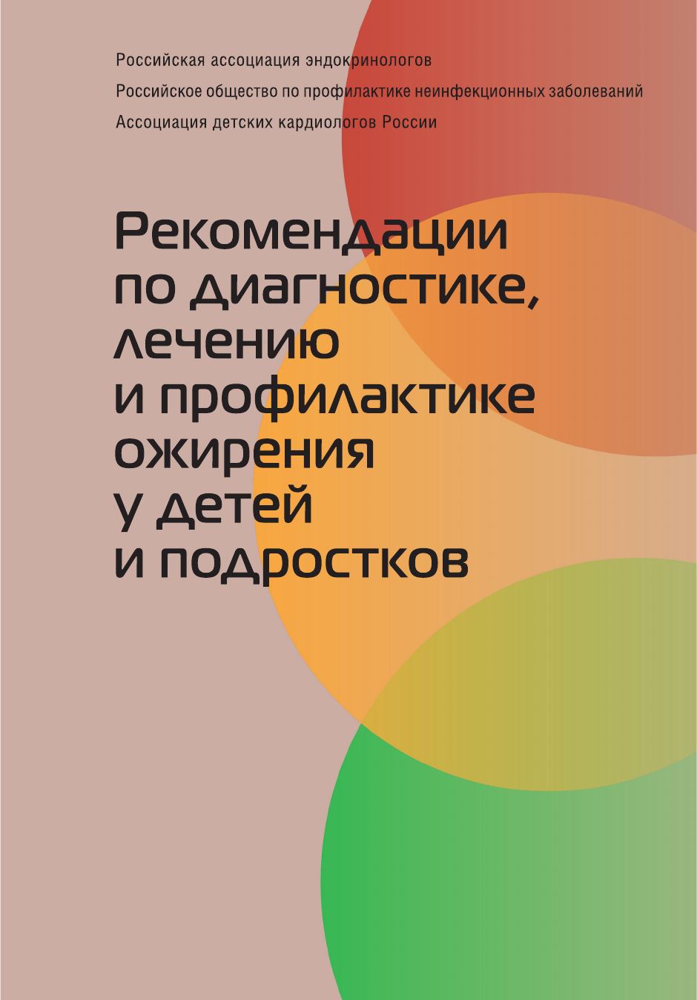 Российская ассоциация эндокринологов
Российское общество по профилактике неинфекционных заболеваний
Ассоциация детских кардиологов России
Рекомендации
по диагностике,
лечению
и профилактике
ожирения
у детей
и подростков